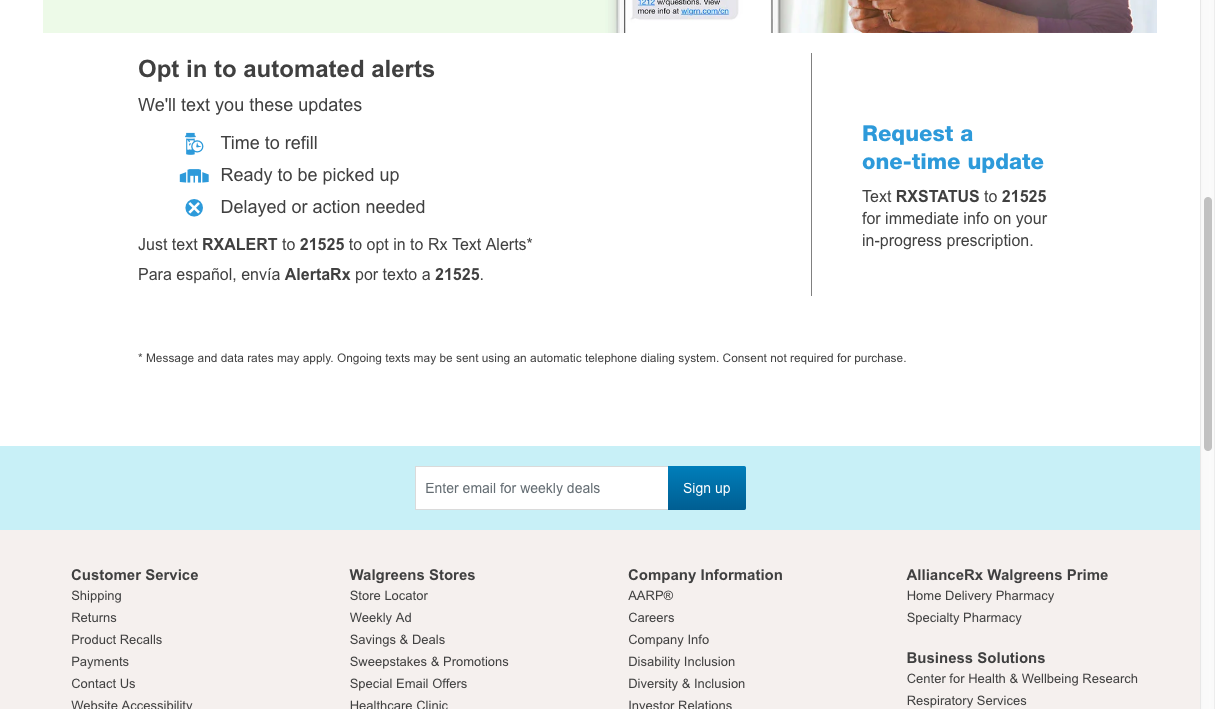 1212 w/questions. View
more info at wlgrn.com/cn
Opt in to automated alerts
We'll text you these updates
Time to refill
Ready to be picked up
Delayed or action needed
Just text RXALERT to 21525 to opt in to Rx Text Alerts*
Para español, envía AlertaRx por texto a 21525.
Request a
one-time update
Text RXSTATUS to 21525
for immediate info on your
in-progress prescription.
* Message and data rates may apply. Ongoing texts may be sent using an automatic telephone dialing system. Consent not required for purchase.
Enter email for weekly deals
Sign up
Customer Service
Shipping
Returns
Product Recalls
Payments
Contact Us
Website Accessibility
Walgreens Stores
Store Locator
Weekly Ad
Savings & Deals
Sweepstakes & Promotions
Special Email Offers
Healthcare Clinic
Company Information
AARP®
Careers
Company Info
Disability Inclusion
Diversity & Inclusion
Investor Relations
AllianceRx Walgreens Prime
Home Delivery Pharmacy
Specialty Pharmacy
Business Solutions
Center for Health & Wellbeing Research
Respiratory Services